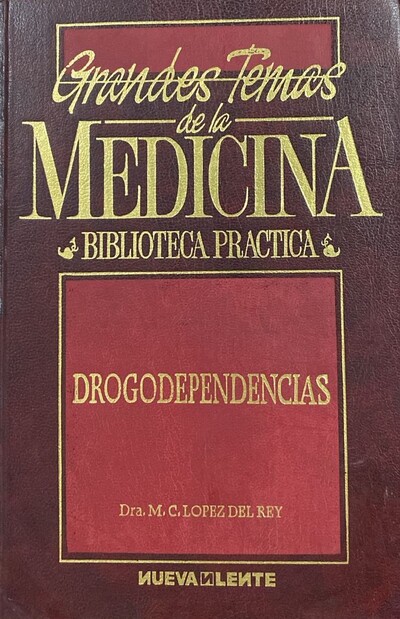 Grandes Temas
de la
MEDICINA
BIBLIOTECA PRACTICA
DROGODEPENDENCIAS
Dra. M. C. LOPEZ DEL REY
NUEVA LENTE